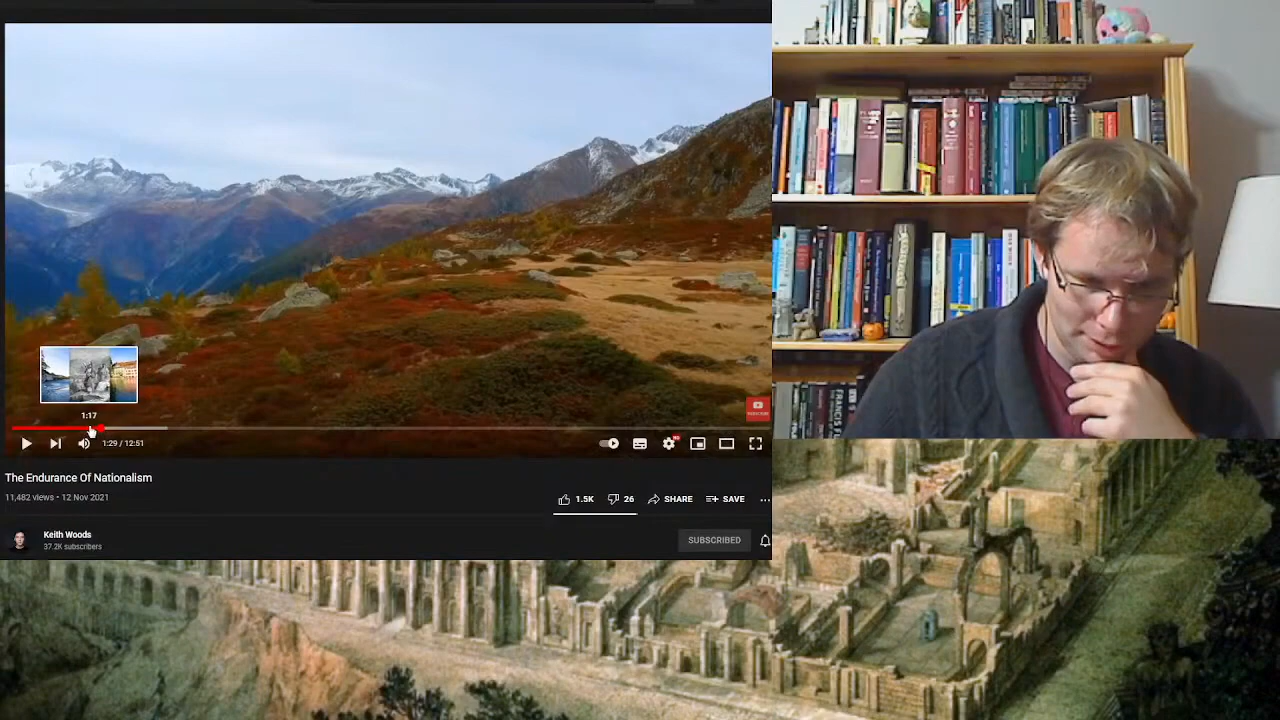 1:17
1:29 / 12:51
The Endurance Of Nationalism
11,482 views • 12 Nov 2021
1.5K
26
SHARE
SAVE
Keith Woods
37.2K subscribers
SUBSCRIBED